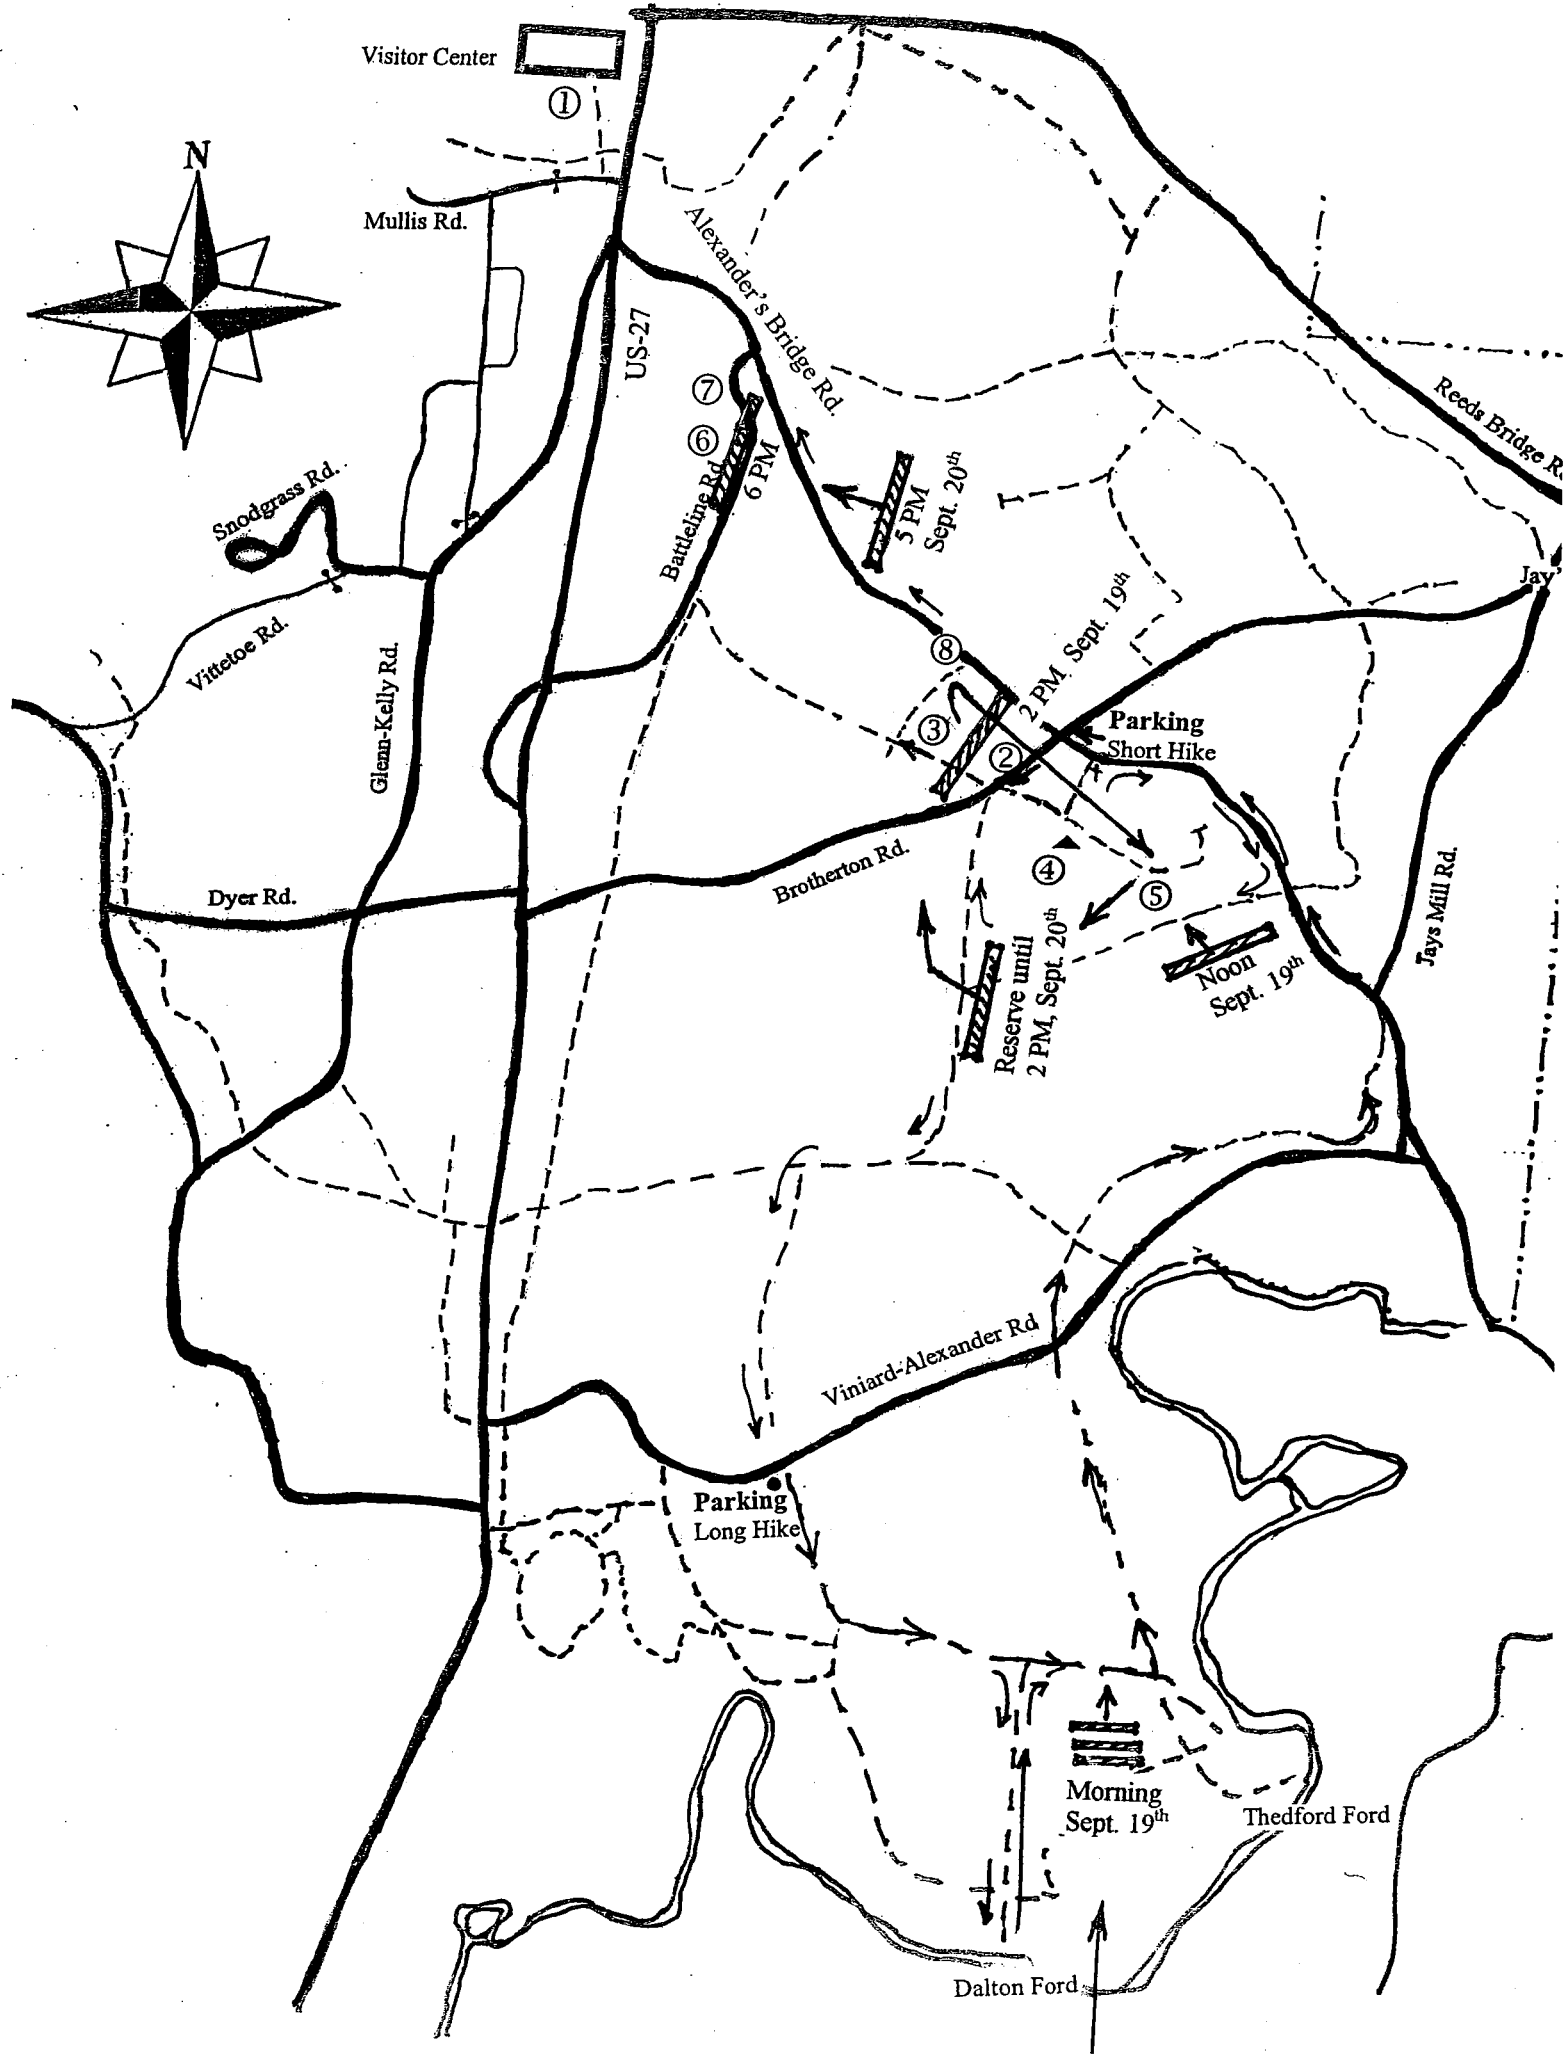 Visitor Center
①
N
Mullis Rd.
Alexander's Bridge Rd.
US-27
Reeds Bridge R
⑦
⑥
6 PM
Battleline Rd
5 PM
Sept. 20th
Snodgrass Rd.
Jay'
Vittetoe Rd.
Glenn-Kelly Rd.
⑧
2 PM Sept. 19th
③
②
Parking
Short Hike
④
⑤
Brotherton Rd.
Dyer Rd.
Jays Mill Rd.
Noon
Sept. 19th
Reserve until
2 PM, Sept. 20th
Viniard-Alexander Rd
Parking
Long Hike
Morning
Sept. 19th
Thedford Ford
Dalton Ford